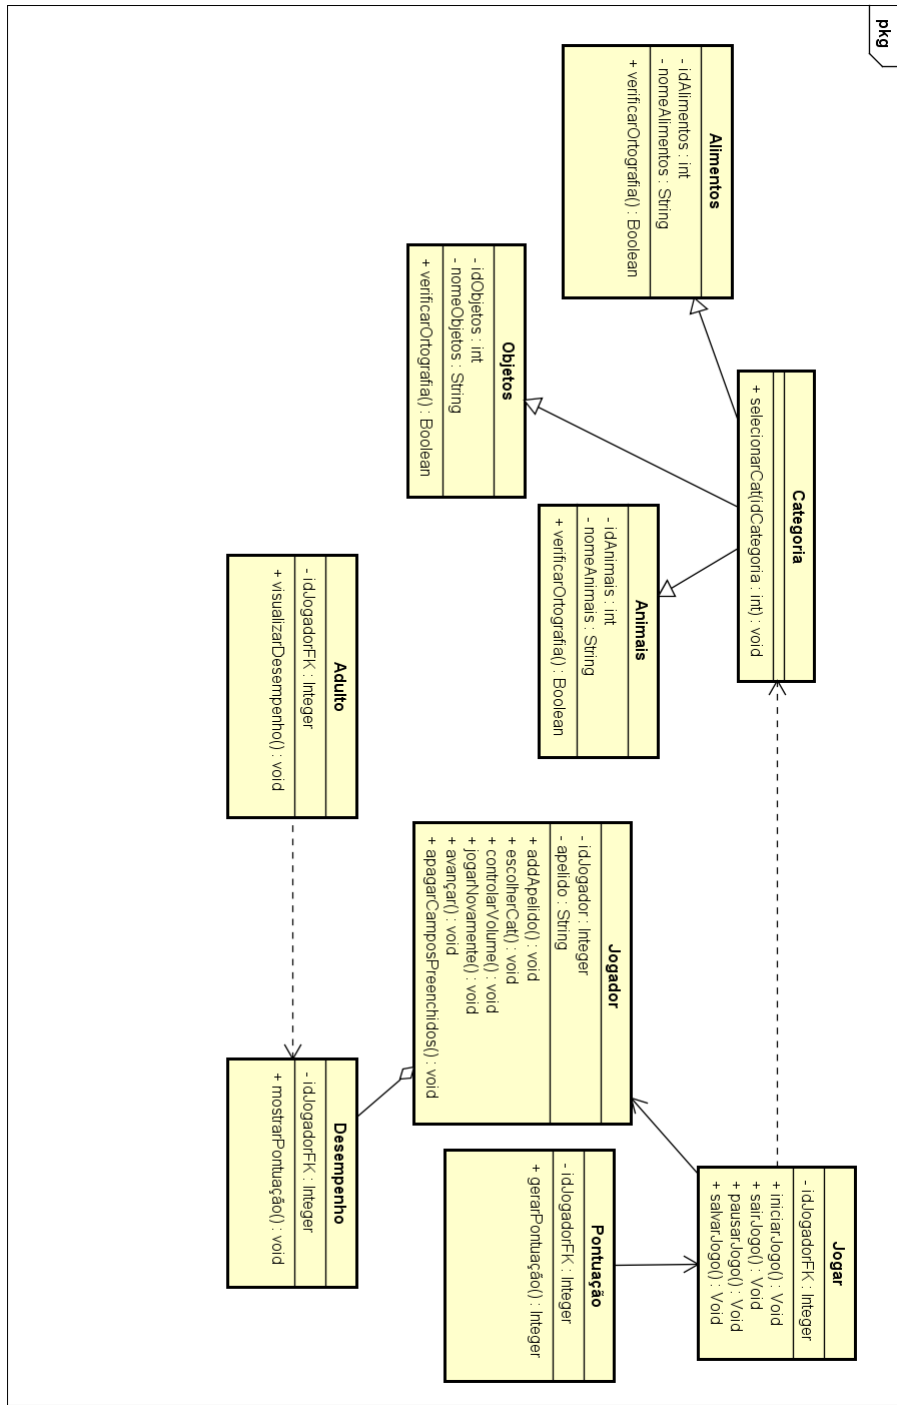 pkg
Alimentos
- idAlimentos : int
- nomeAlimentos : String
+ verificarOrtografia() : Boolean
Categoria
+ selecionarCat(idCategoria : int) : void
Objetos
- idObjetos : int
- nomeObjetos : String
+ verificarOrtografia() : Boolean
Animais
- idAnimais : int
- nomeAnimais : String
+ verificarOrtografia() : Boolean
Adulto
- idJogadorFK : Integer
+ visualizarDesempenho() : void
Jogador
- idJogador : Integer
- apelido : String
+ addApelido() : void
+ escolherCat() : void
+ controlarVolume() : void
+ jogarNovamente() : void
+ avançar() : void
+ apagarCamposPreenchidos() : void
Jogar
- idJogadorFK : Integer
+ iniciarJogo() : Void
+ sairJogo() : Void
+ pausarJogo() : Void
+ salvarJogo() : Void
Pontuação
- idJogadorFK : Integer
+ gerarPontuação() : Integer
Desempenho
- idJogadorFK : Integer
+ mostrarPontuação() : void